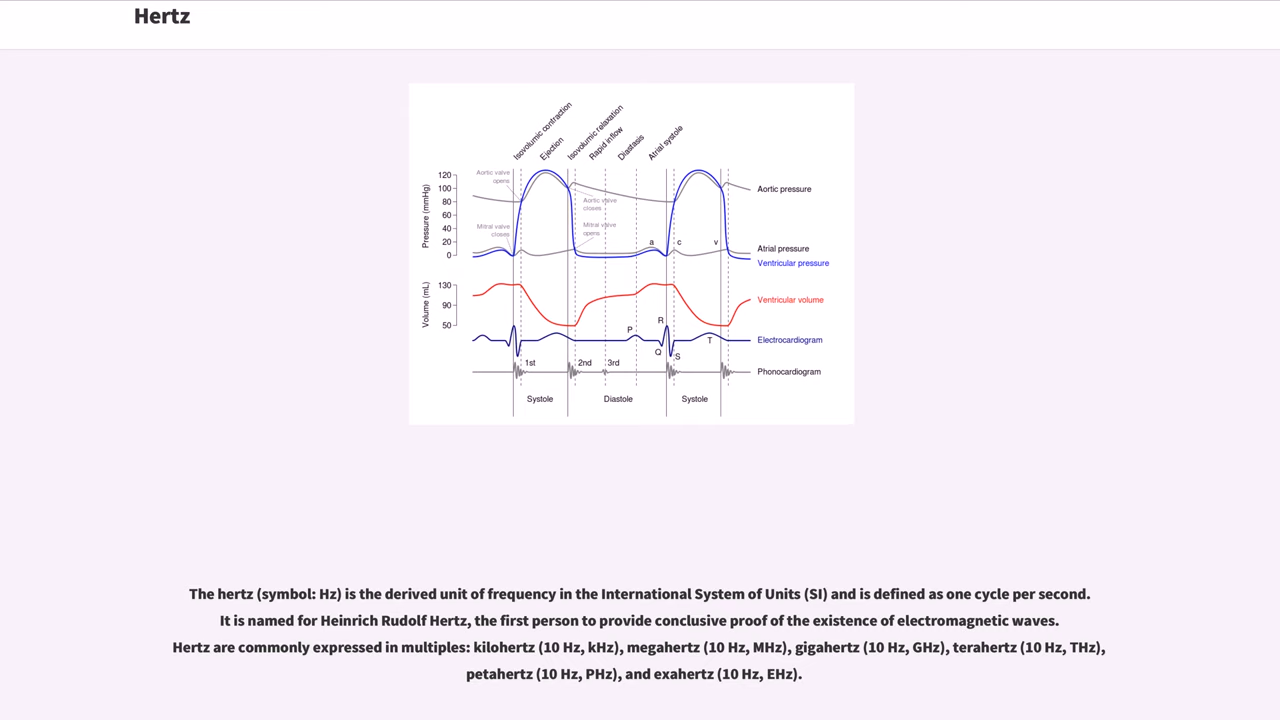 Hertz
Isovolumic contraction
Ejection
Isovolumic relaxation
Rapid inflow
Diastasis
Atrial systole
Aortic valve
opens
Aortic valve
closes
Mitral valve
closes
Mitral valve
opens
Pressure (mmHg)
120
100
80
60
40
20
0
a
c
v
Aortic pressure
Atrial pressure
Ventricular pressure
Volume (mL)
130
90
50
Ventricular volume
R
P
Q
S
T
Electrocardiogram
1st
2nd
3rd
Phonocardiogram
Systole
Diastole
Systole
The hertz (symbol: Hz) is the derived unit of frequency in the International System of Units (SI) and is defined as one cycle per second.
It is named for Heinrich Rudolf Hertz, the first person to provide conclusive proof of the existence of electromagnetic waves.
Hertz are commonly expressed in multiples: kilohertz (10 Hz, kHz), megahertz (10 Hz, MHz), gigahertz (10 Hz, GHz), terahertz (10 Hz, THz),
petahertz (10 Hz, PHz), and exahertz (10 Hz, EHz).